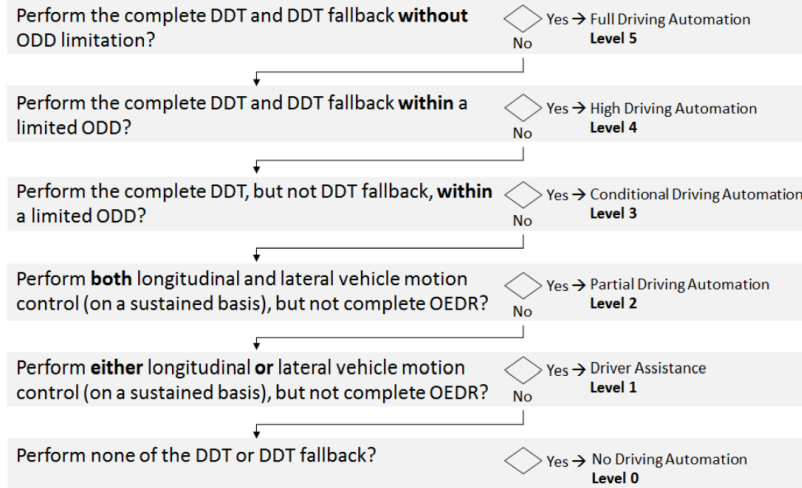 Perform the complete DDT and DDT fallback without
ODD limitation?
Yes → Full Driving Automation
Level 5
No
Perform the complete DDT and DDT fallback within a
limited ODD?
Yes → High Driving Automation
Level 4
No
Perform the complete DDT, but not DDT fallback, within
a limited ODD?
Yes → Conditional Driving Automation
Level 3
No
Perform both longitudinal and lateral vehicle motion
control (on a sustained basis), but not complete OEDR?
Yes → Partial Driving Automation
Level 2
No
Perform either longitudinal or lateral vehicle motion
control (on a sustained basis), but not complete OEDR?
Yes → Driver Assistance
Level 1
No
Perform none of the DDT or DDT fallback?
Yes → No Driving Automation
Level 0